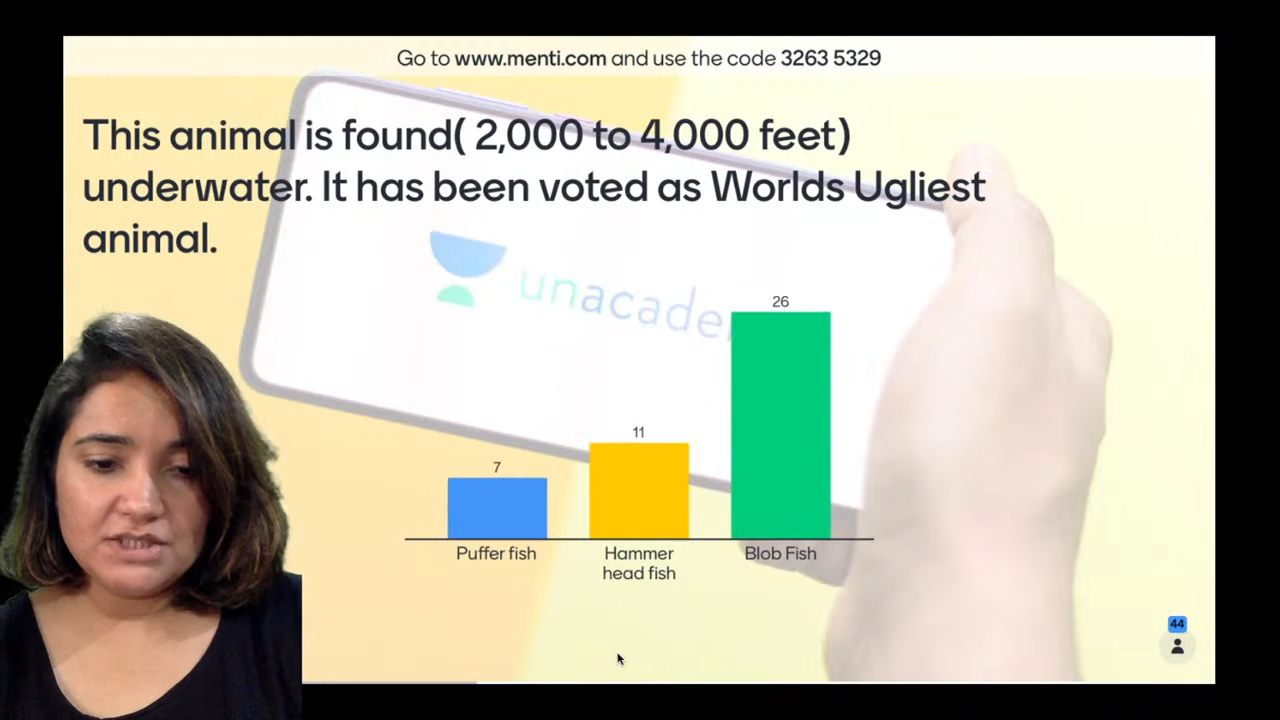 Go to www.menti.com and use the code 3263 5329
This animal is found( 2,000 to 4,000 feet)
underwater. It has been voted as Worlds Ugliest
animal.
unacade
26
11
7
Puffer fish
Hammer
head fish
Blob Fish
44